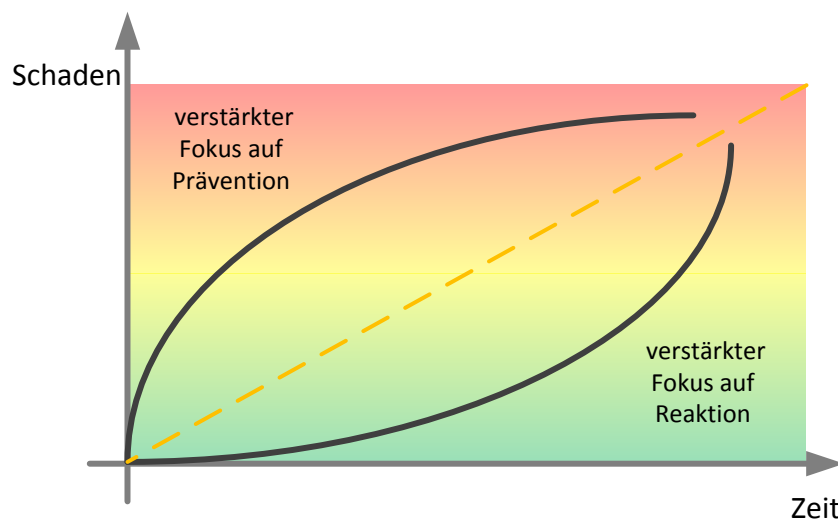 Schaden
verstärkter
Fokus auf
Prävention
verstärkter
Fokus auf
Reaktion
Zeit